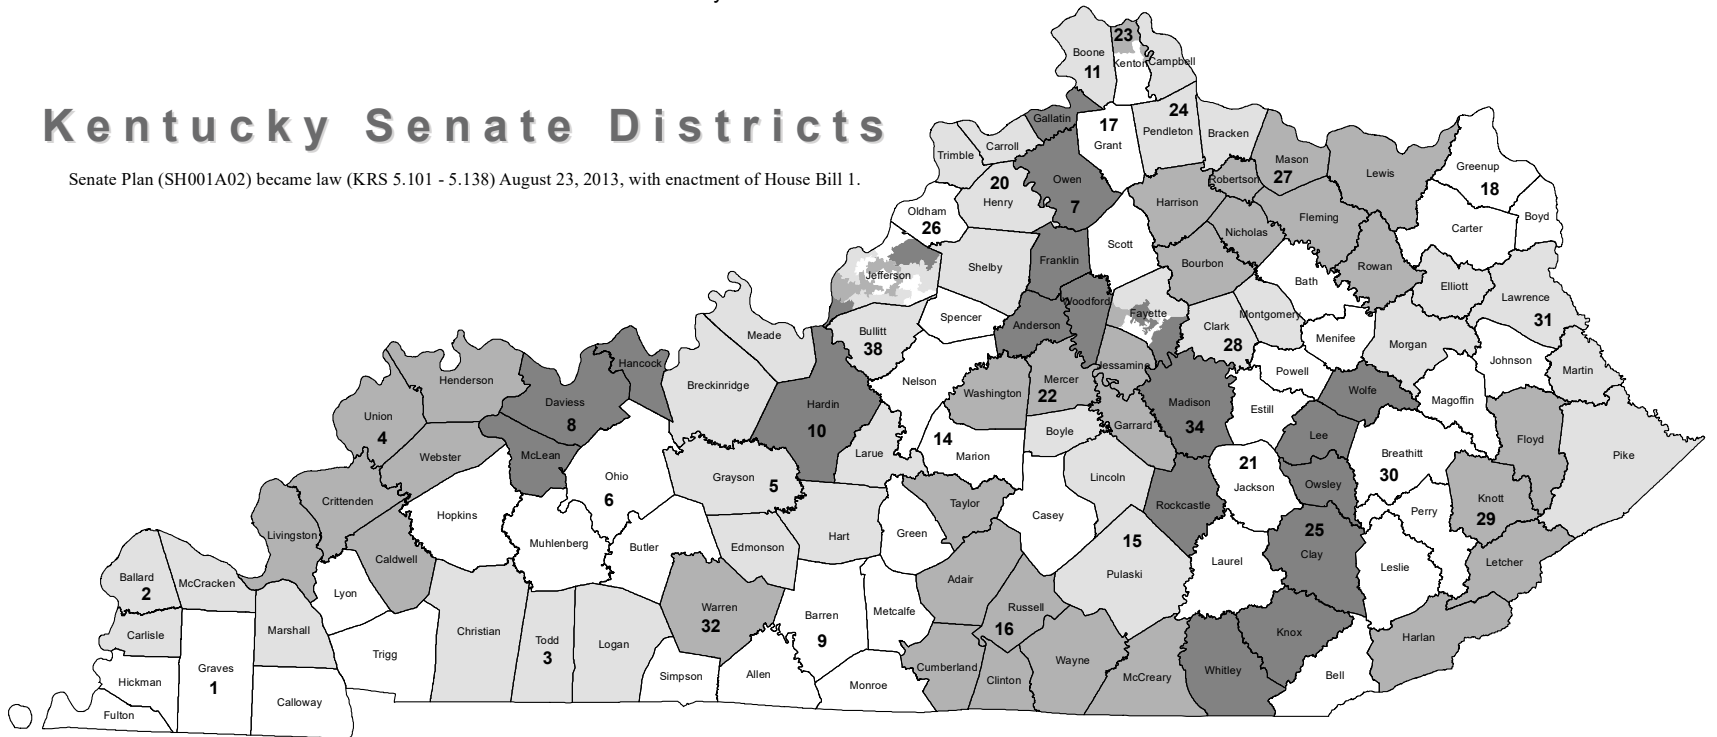 23
Boone
Kenton
Campbell
11
24
Kentucky Senate Districts
Gallatin
17
Pendleton
Grant
Bracken
Trimble
Carroll
Mason
27
Lewis
Greenup
18
Senate Plan (SH001A02) became law (KRS 5.101 - 5.138) August 23, 2013, with enactment of House Bill 1.
20
Henry
Owen
7
Robertson
Harrison
Oldham
26
Fleming
Boyd
Carter
Nicholas
Scott
Jefferson
Shelby
Franklin
Bourbon
Rowan
Bath
Elliott
Lawrence
31
Woodford
Fayette
Montgomery
Spencer
Anderson
Clark
28
Meade
Bullitt
38
Menifee
Morgan
Johnson
Martin
Hancock
Henderson
Breckinridge
Nelson
Washington
Mercer
22
Jessamine
Powell
Wolfe
Magoffin
Daviess
8
Hardin
10
Madison
34
Estill
Union
4
Garrard
Boyle
Lee
Floyd
Webster
McLean
Larue
14
Marion
Breathitt
30
Pike
Ohio
6
Grayson
5
Lincoln
21
Jackson
Owsley
Knott
29
Crittenden
Hopkins
Taylor
Casey
Rockcastle
Perry
Livingston
Muhlenberg
Butler
Edmonson
Hart
Green
15
Pulaski
25
Clay
Laurel
Leslie
Letcher
Caldwell
Ballard
2
McCracken
Lyon
Adair
Warren
32
Barren
9
Metcalfe
Russell
16
Carlisle
Marshall
Christian
Todd
3
Logan
Knox
Harlan
Trigg
Graves
1
Hickman
Simpson
Allen
Monroe
Cumberland
Clinton
Wayne
McCreary
Whitley
Bell
Fulton
Calloway